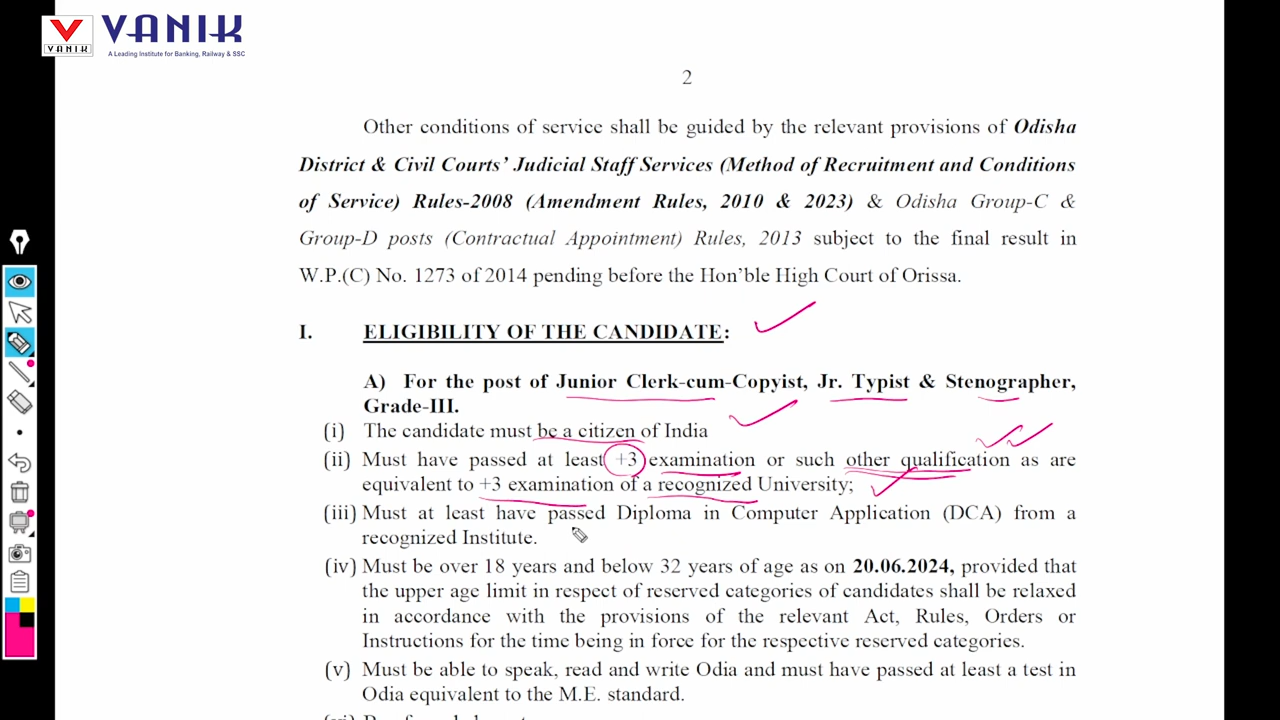 VANIK
VANIK
A Leading Institute for Banking, Railway & SSC
2
Other conditions of service shall be guided by the relevant provisions of Odisha
District & Civil Courts' Judicial Staff Services (Method of Recruitment and Conditions
of Service) Rules-2008 (Amendment Rules, 2010 & 2023) & Odisha Group-C &
Group-D posts (Contractual Appointment) Rules, 2013 subject to the final result in
W.P.(C) No. 1273 of 2014 pending before the Hon'ble High Court of Orissa.
I. ELIGIBILITY OF THE CANDIDATE:
A) For the post of Junior Clerk-cum-Copyist, Jr. Typist & Stenographer,
Grade-III.
(i) The candidate must be a citizen of India
(ii) Must have passed at least +3 examination or such other qualification as are
equivalent to +3 examination of a recognized University;
(iii) Must at least have passed Diploma in Computer Application (DCA) from a
recognized Institute.
(iv) Must be over 18 years and below 32 years of age as on 20.06.2024, provided that
the upper age limit in respect of reserved categories of candidates shall be relaxed
in accordance with the provisions of the relevant Act, Rules, Orders or
Instructions for the time being in force for the respective reserved categories.
(v) Must be able to speak, read and write Odia and must have passed at least a test in
Odia equivalent to the M.E. standard.